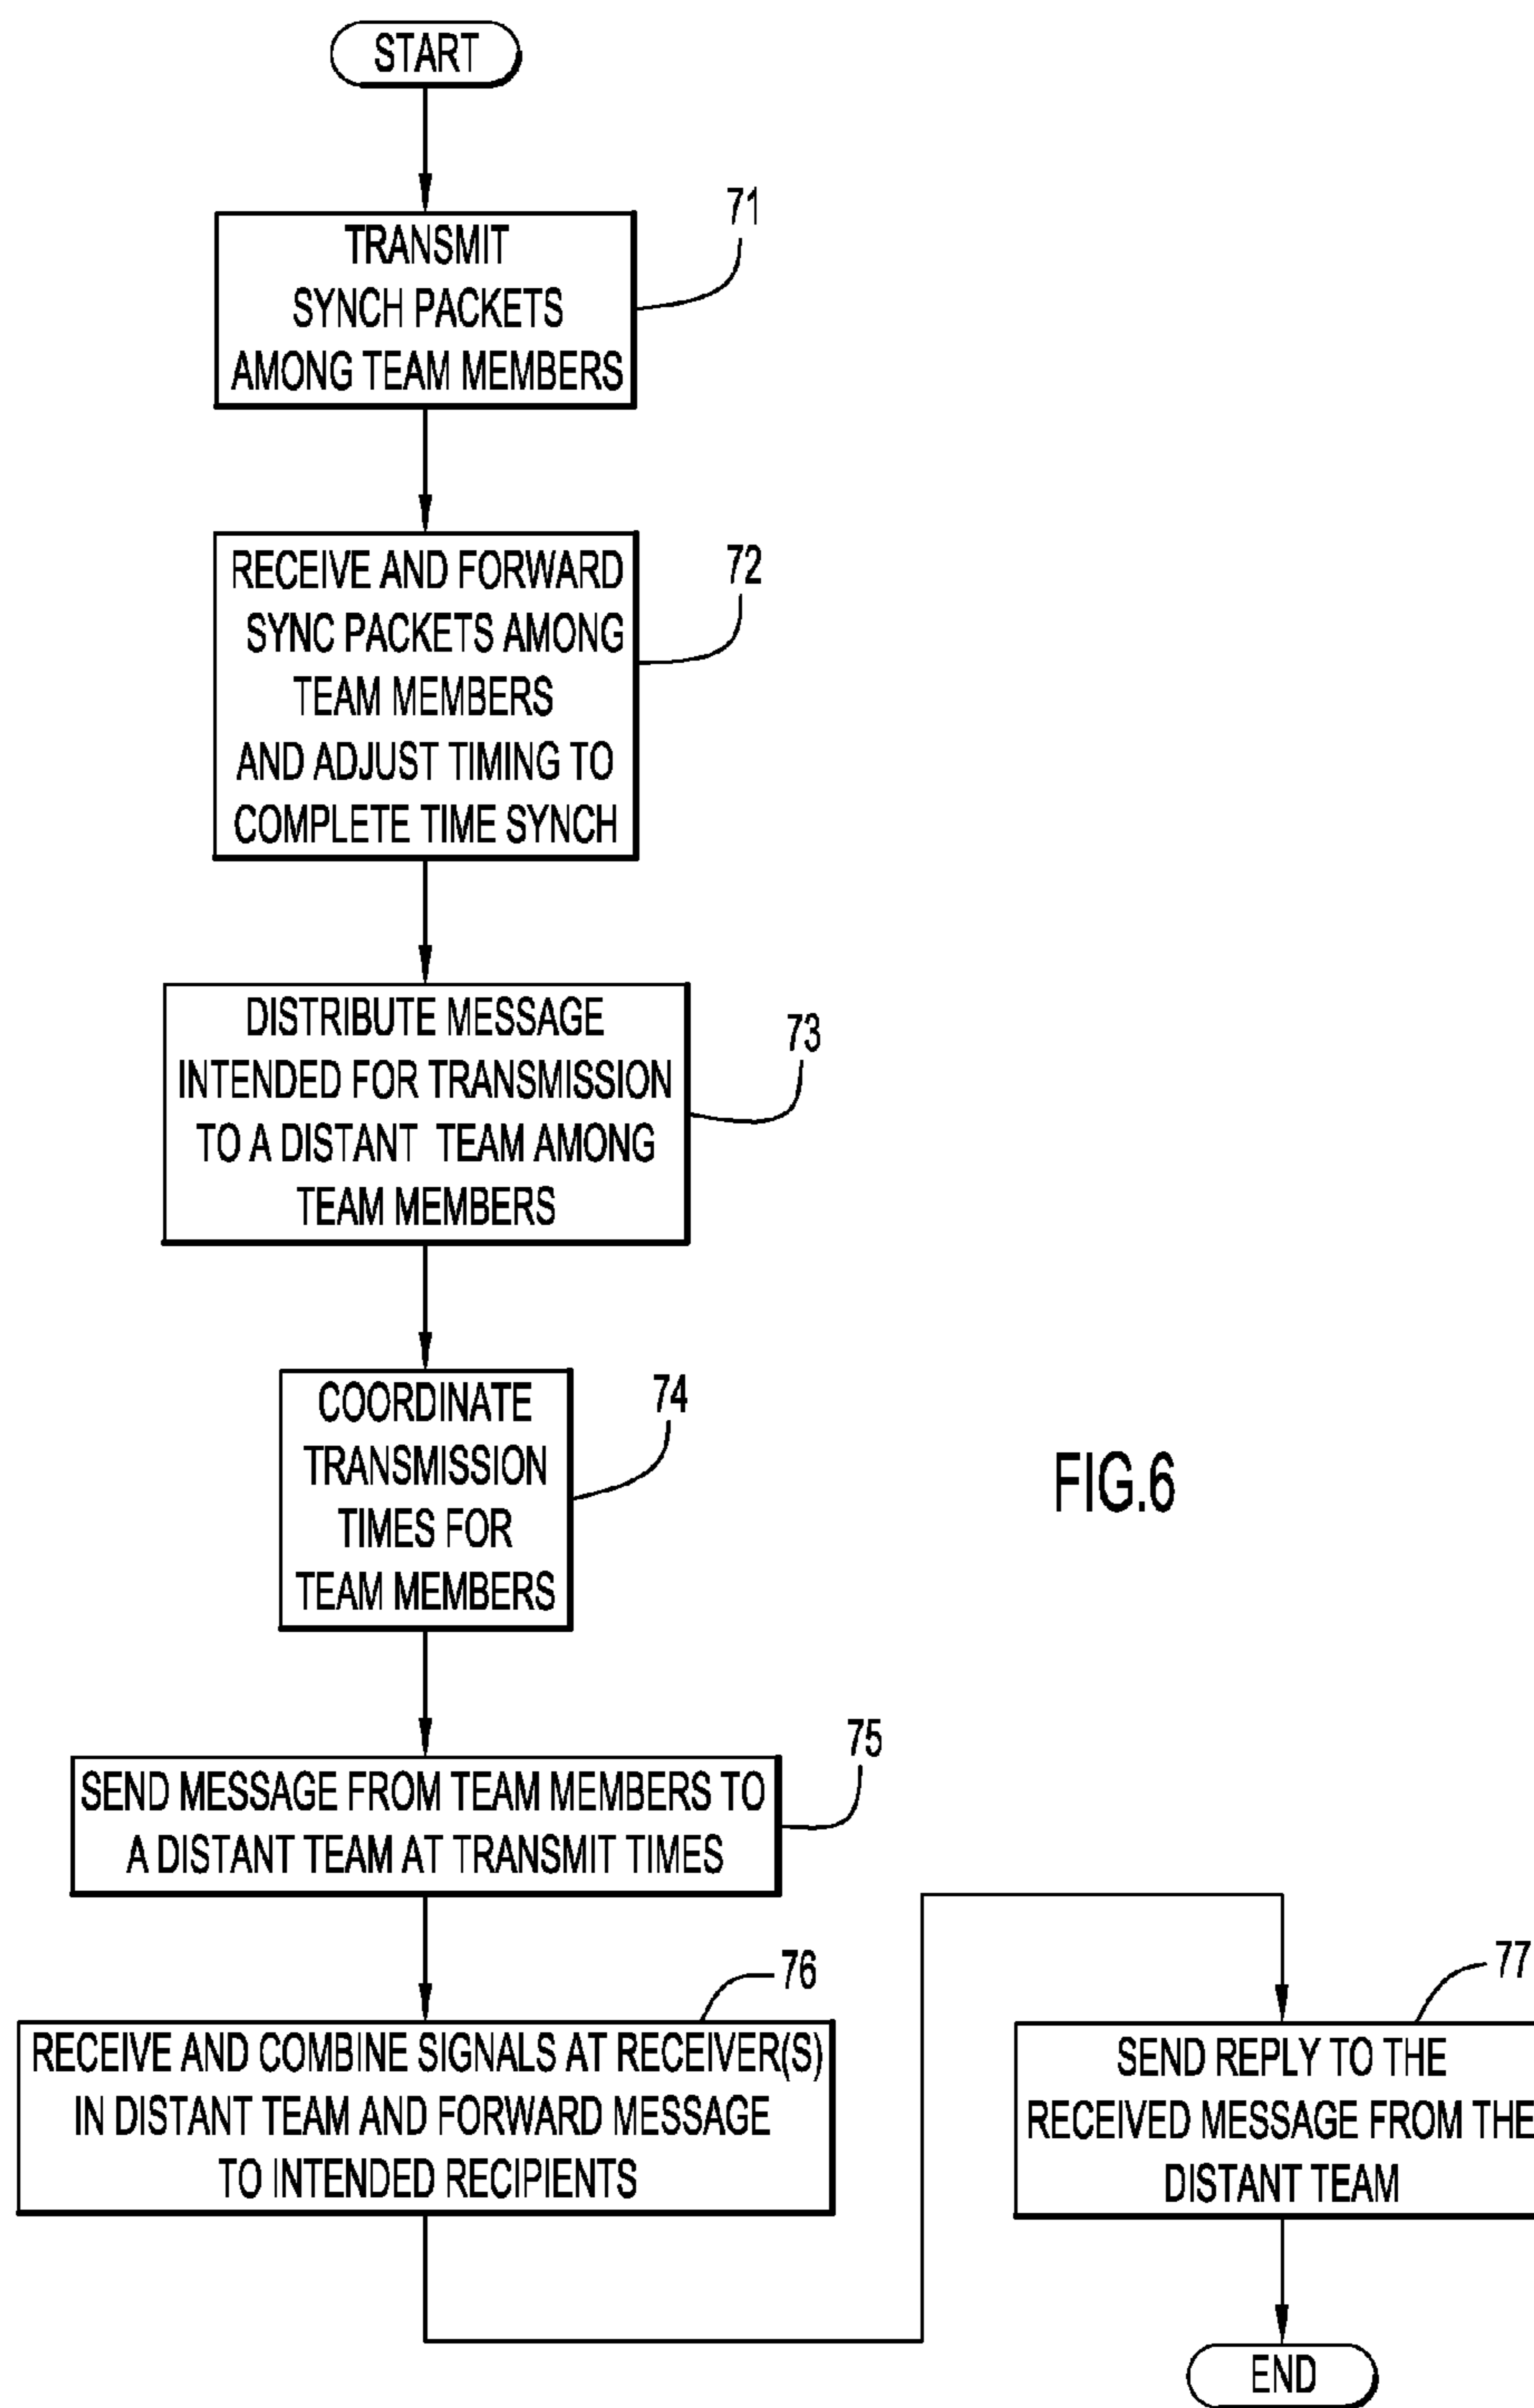 START
71
TRANSMIT
SYNCH PACKETS
AMONG TEAM MEMBERS
72
RECEIVE AND FORWARD
SYNC PACKETS AMONG
TEAM MEMBERS
AND ADJUST TIMING TO
COMPLETE TIME SYNCH
73
DISTRIBUTE MESSAGE
INTENDED FOR TRANSMISSION
TO A DISTANT TEAM AMONG
TEAM MEMBERS
74
COORDINATE
TRANSMISSION
TIMES FOR
TEAM MEMBERS
FIG.6
75
SEND MESSAGE FROM TEAM MEMBERS TO
A DISTANT TEAM AT TRANSMIT TIMES
76
RECEIVE AND COMBINE SIGNALS AT RECEIVER(S)
IN DISTANT TEAM AND FORWARD MESSAGE
TO INTENDED RECIPIENTS
77
SEND REPLY TO THE
RECEIVED MESSAGE FROM THE
DISTANT TEAM
END